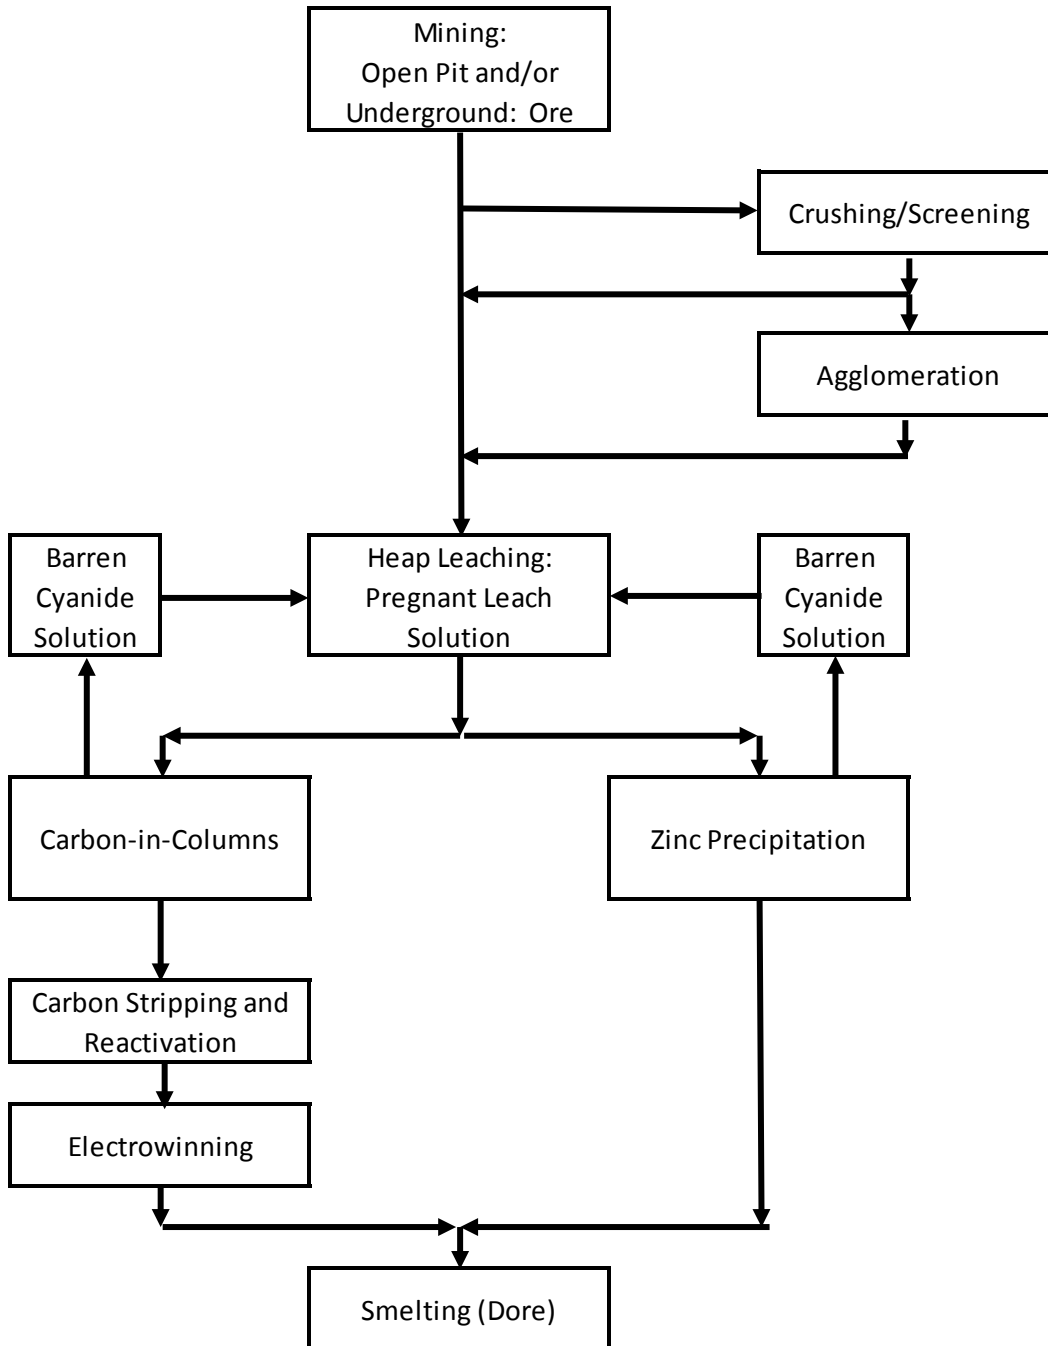 Mining:
Open Pit and/or
Underground: Ore
Crushing/Screening
Agglomeration
Barren
Cyanide
Solution
Heap Leaching:
Pregnant Leach
Solution
Barren
Cyanide
Solution
Carbon-in-Columns
Zinc Precipitation
Carbon Stripping and
Reactivation
Electrowinning
Smelting (Dore)